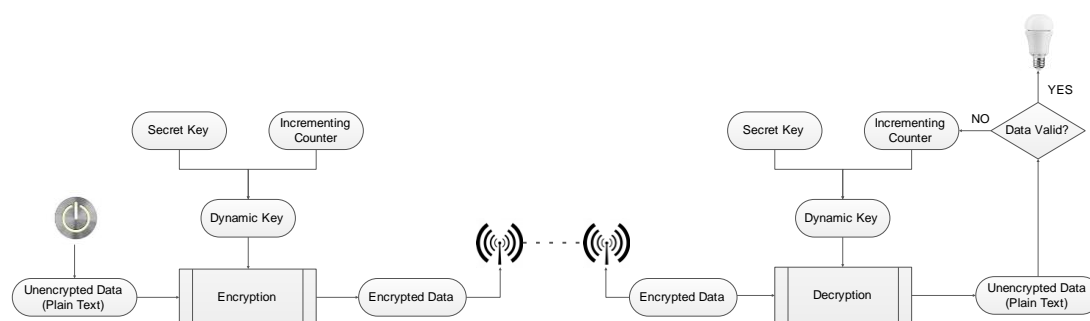 YES
Secret Key
Incrementing
Counter
Secret Key
Incrementing
Counter
NO
Data Valid?
Dynamic Key
Dynamic Key
Unencrypted Data
(Plain Text)
Encryption
Encrypted Data
Encrypted Data
Decryption
Unencrypted Data
(Plain Text)